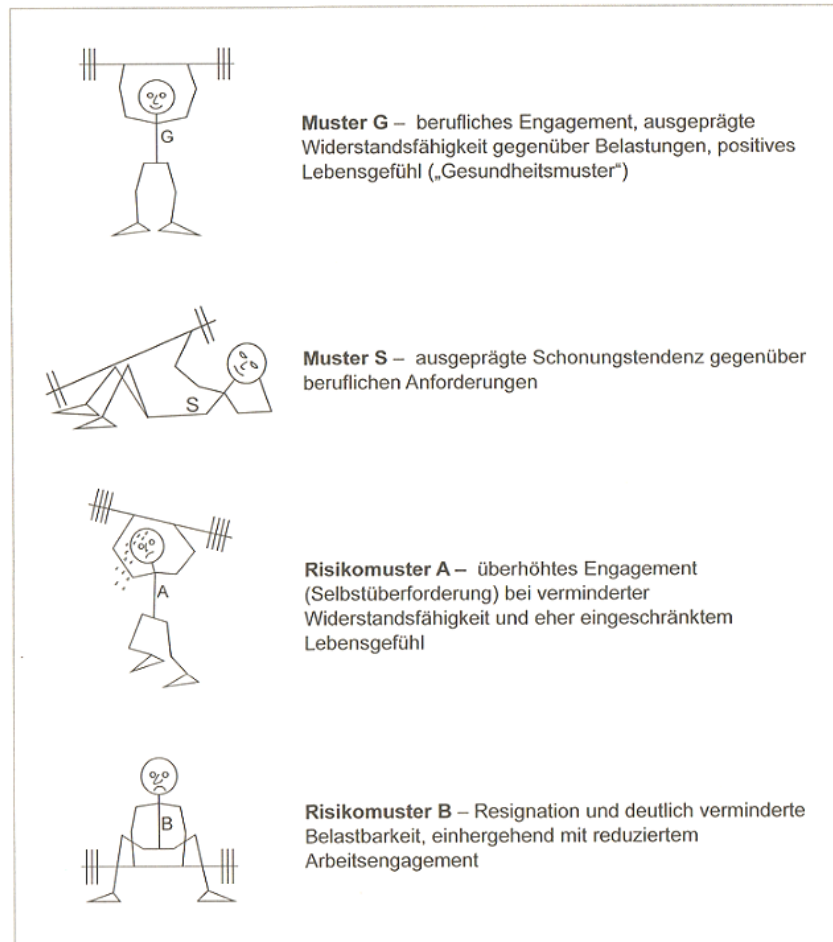 G
Muster G – berufliches Engagement, ausgeprägte
Widerstandsfähigkeit gegenüber Belastungen, positives
Lebensgefühl („Gesundheitsmuster“)
S
Muster S – ausgeprägte Schonungstendenz gegenüber
beruflichen Anforderungen
A
Risikomuster A – überhöhtes Engagement
(Selbstüberforderung) bei verminderter
Widerstandsfähigkeit und eher eingeschränktem
Lebensgefühl
B
Risikomuster B – Resignation und deutlich verminderte
Belastbarkeit, einhergehend mit reduziertem
Arbeitsengagement